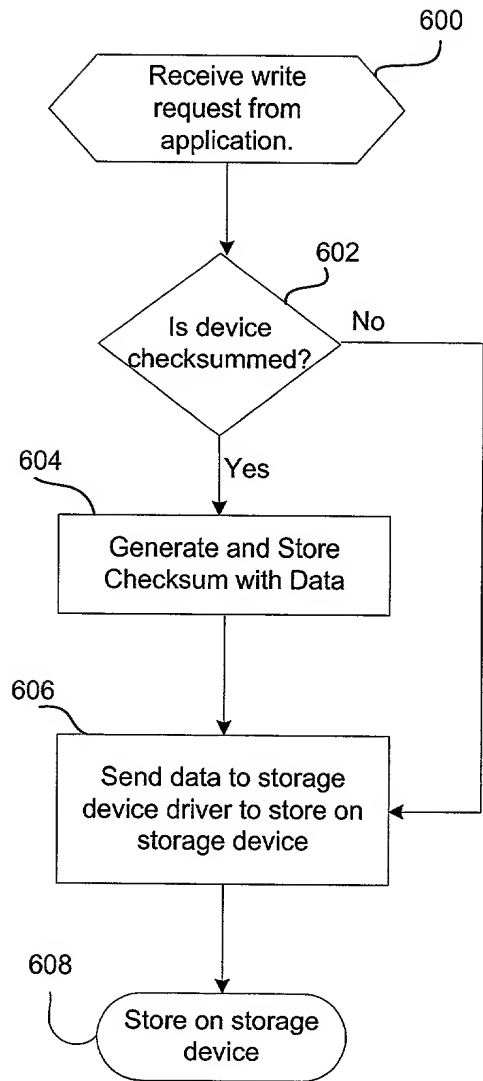 600
Receive write
request from
application.
602
Is device
checksummed?
No
Yes
604
Generate and Store
Checksum with Data
606
Send data to storage
device driver to store on
storage device
608
Store on storage
device